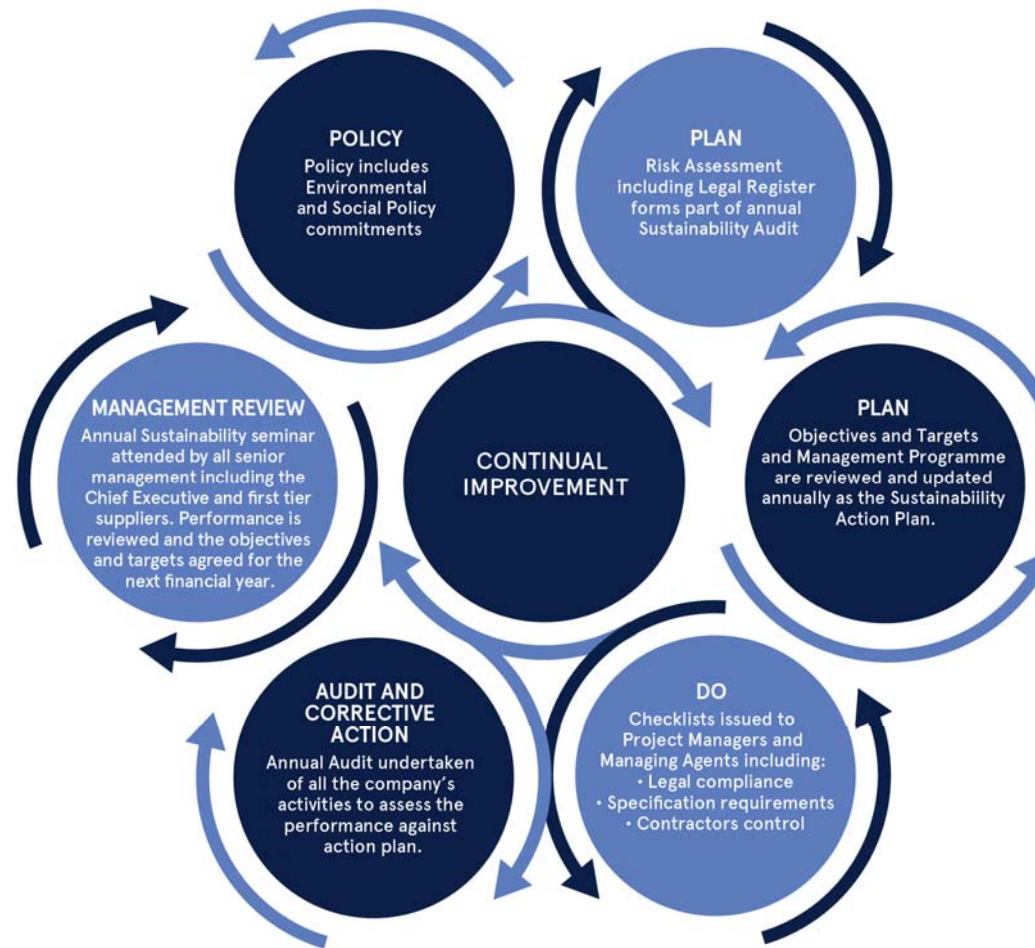 POLICY
Policy includes
Environmental
and Social Policy
commitments
PLAN
Risk Assessment
including Legal Register
forms part of annual
Sustainability Audit
PLAN
Objectives and Targets
and Management Programme
are reviewed and updated
annually as the Sustainabiility
Action Plan.
DO
Checklists issued to
Project Managers and
Managing Agents including:
• Legal compliance
• Specification requirements
• Contractors control
AUDIT AND
CORRECTIVE
ACTION
Annual Audit undertaken
of all the company’s
activities to assess the
performance against
action plan.
MANAGEMENT REVIEW
Annual Sustainability seminar
attended by all senior
management including the
Chief Executive and first tier
suppliers. Performance is
reviewed and the objectives
and targets agreed for the
next financial year.
CONTINUAL
IMPROVEMENT